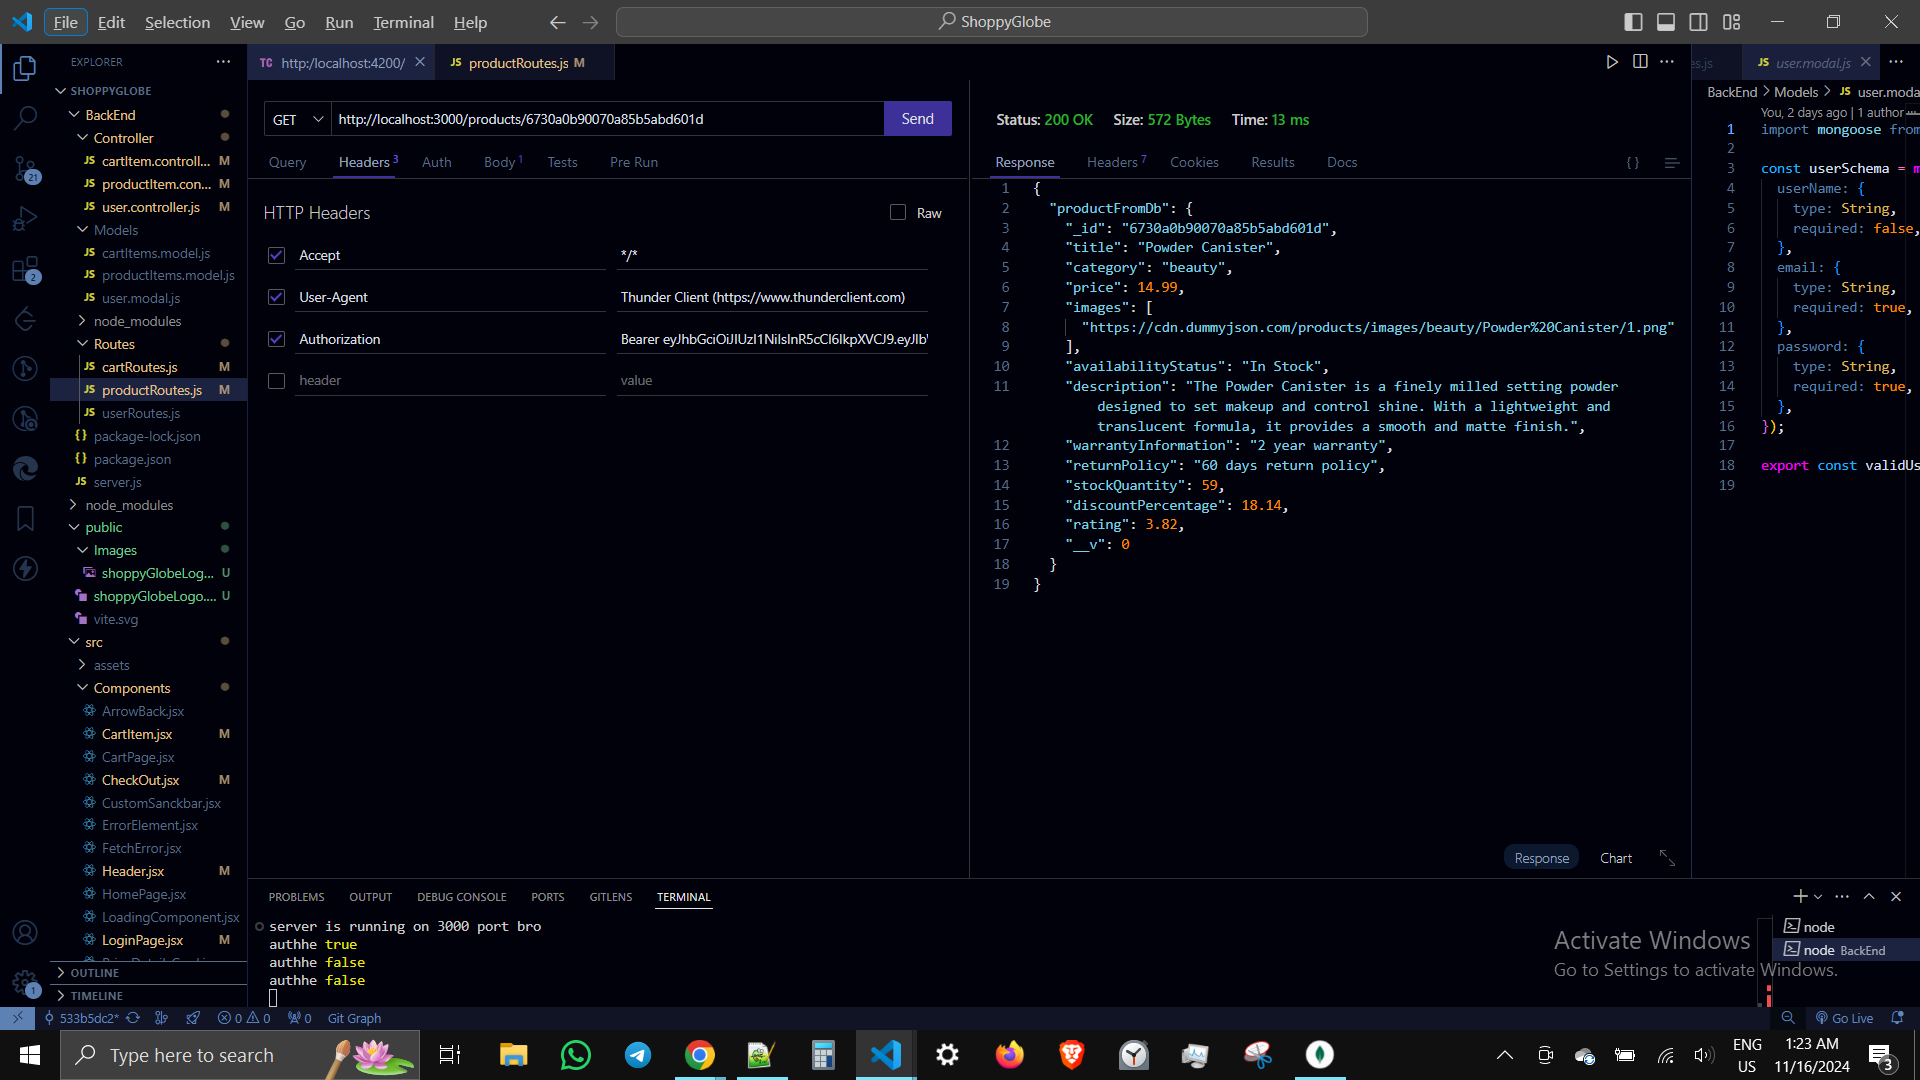 File Edit Selection View Go Run Terminal Help
ShoppyGlobe
EXPLORER
SHOPPYGLOBE
BackEnd
Controller
JS cartItem.controll... M
JS productItem.con... M
JS user.controller.js M
Models
JS cartItems.model.js
JS productItems.model.js
JS user.modal.js
node_modules
Routes
JS cartRoutes.js M
JS productRoutes.js M
JS userRoutes.js
{} package-lock.json
{} package.json
JS server.js
node_modules
public
Images
shoppyGlobeLog... U
shoppyGlobeLogo.... U
vite.svg
src
assets
Components
ArrowBack.jsx
CartItem.jsx M
CartPage.jsx
CheckOut.jsx M
CustomSanckbar.jsx
ErrorElement.jsx
FetchError.jsx
Header.jsx M
HomePage.jsx
LoadingComponent.jsx
LoginPage.jsx M
OUTLINE
TIMELINE
21
2
1
TC http:/localhost:4200/
JS productRoutes.js M
GET http://localhost:3000/products/6730a0b90070a85b5abd601d Send
Query Headers 3 Auth Body 1 Tests Pre Run
HTTP Headers Raw
Accept */*
User-Agent Thunder Client (https://www.thunderclient.com)
Authorization
header value
Status: 200 OK Size: 572 Bytes Time: 13 ms
Response Headers 7 Cookies Results Docs { }
1 {
2 "productFromDb": {
3 "_id": "6730a0b90070a85b5abd601d",
4 "title": "Powder Canister",
5 "category": "beauty",
6 "price": 14.99,
7 "images": [
8 "https://cdn.dummyjson.com/products/images/beauty/Powder%20Canister/1.png"
9 ],
10 "availabilityStatus": "In Stock",
11 "description": "The Powder Canister is a finely milled setting powder
designed to set makeup and control shine. With a lightweight and
translucent formula, it provides a smooth and matte finish.",
12 "warrantyInformation": "2 year warranty",
13 "returnPolicy": "60 days return policy",
14 "stockQuantity": 59,
15 "discountPercentage": 18.14,
16 "rating": 3.82,
17 "__v": 0
18 }
19 }
Response Chart
es.js JS user.modal.js
BackEnd > Models > JS user.moda
You, 2 days ago | 1 author
1 import mongoose from
2
3 const userSchema = m
4 userName: {
5 type: String,
6 required: false,
7 },
8 email: {
9 type: String,
10 required: true,
11 },
12 password: {
13 type: String,
14 required: true,
15 },
16 });
17
18 export const validUs
19
PROBLEMS OUTPUT DEBUG CONSOLE PORTS GITLENS TERMINAL
server is running on 3000 port bro
authhe true
authhe false
authhe false
node
node BackEnd
Activate Windows
Go to Settings to activate Windows.
533b5dc2* 0 0 0 Git Graph
Go Live
Type here to search
ENG
US
1:23 AM
11/16/2024
3